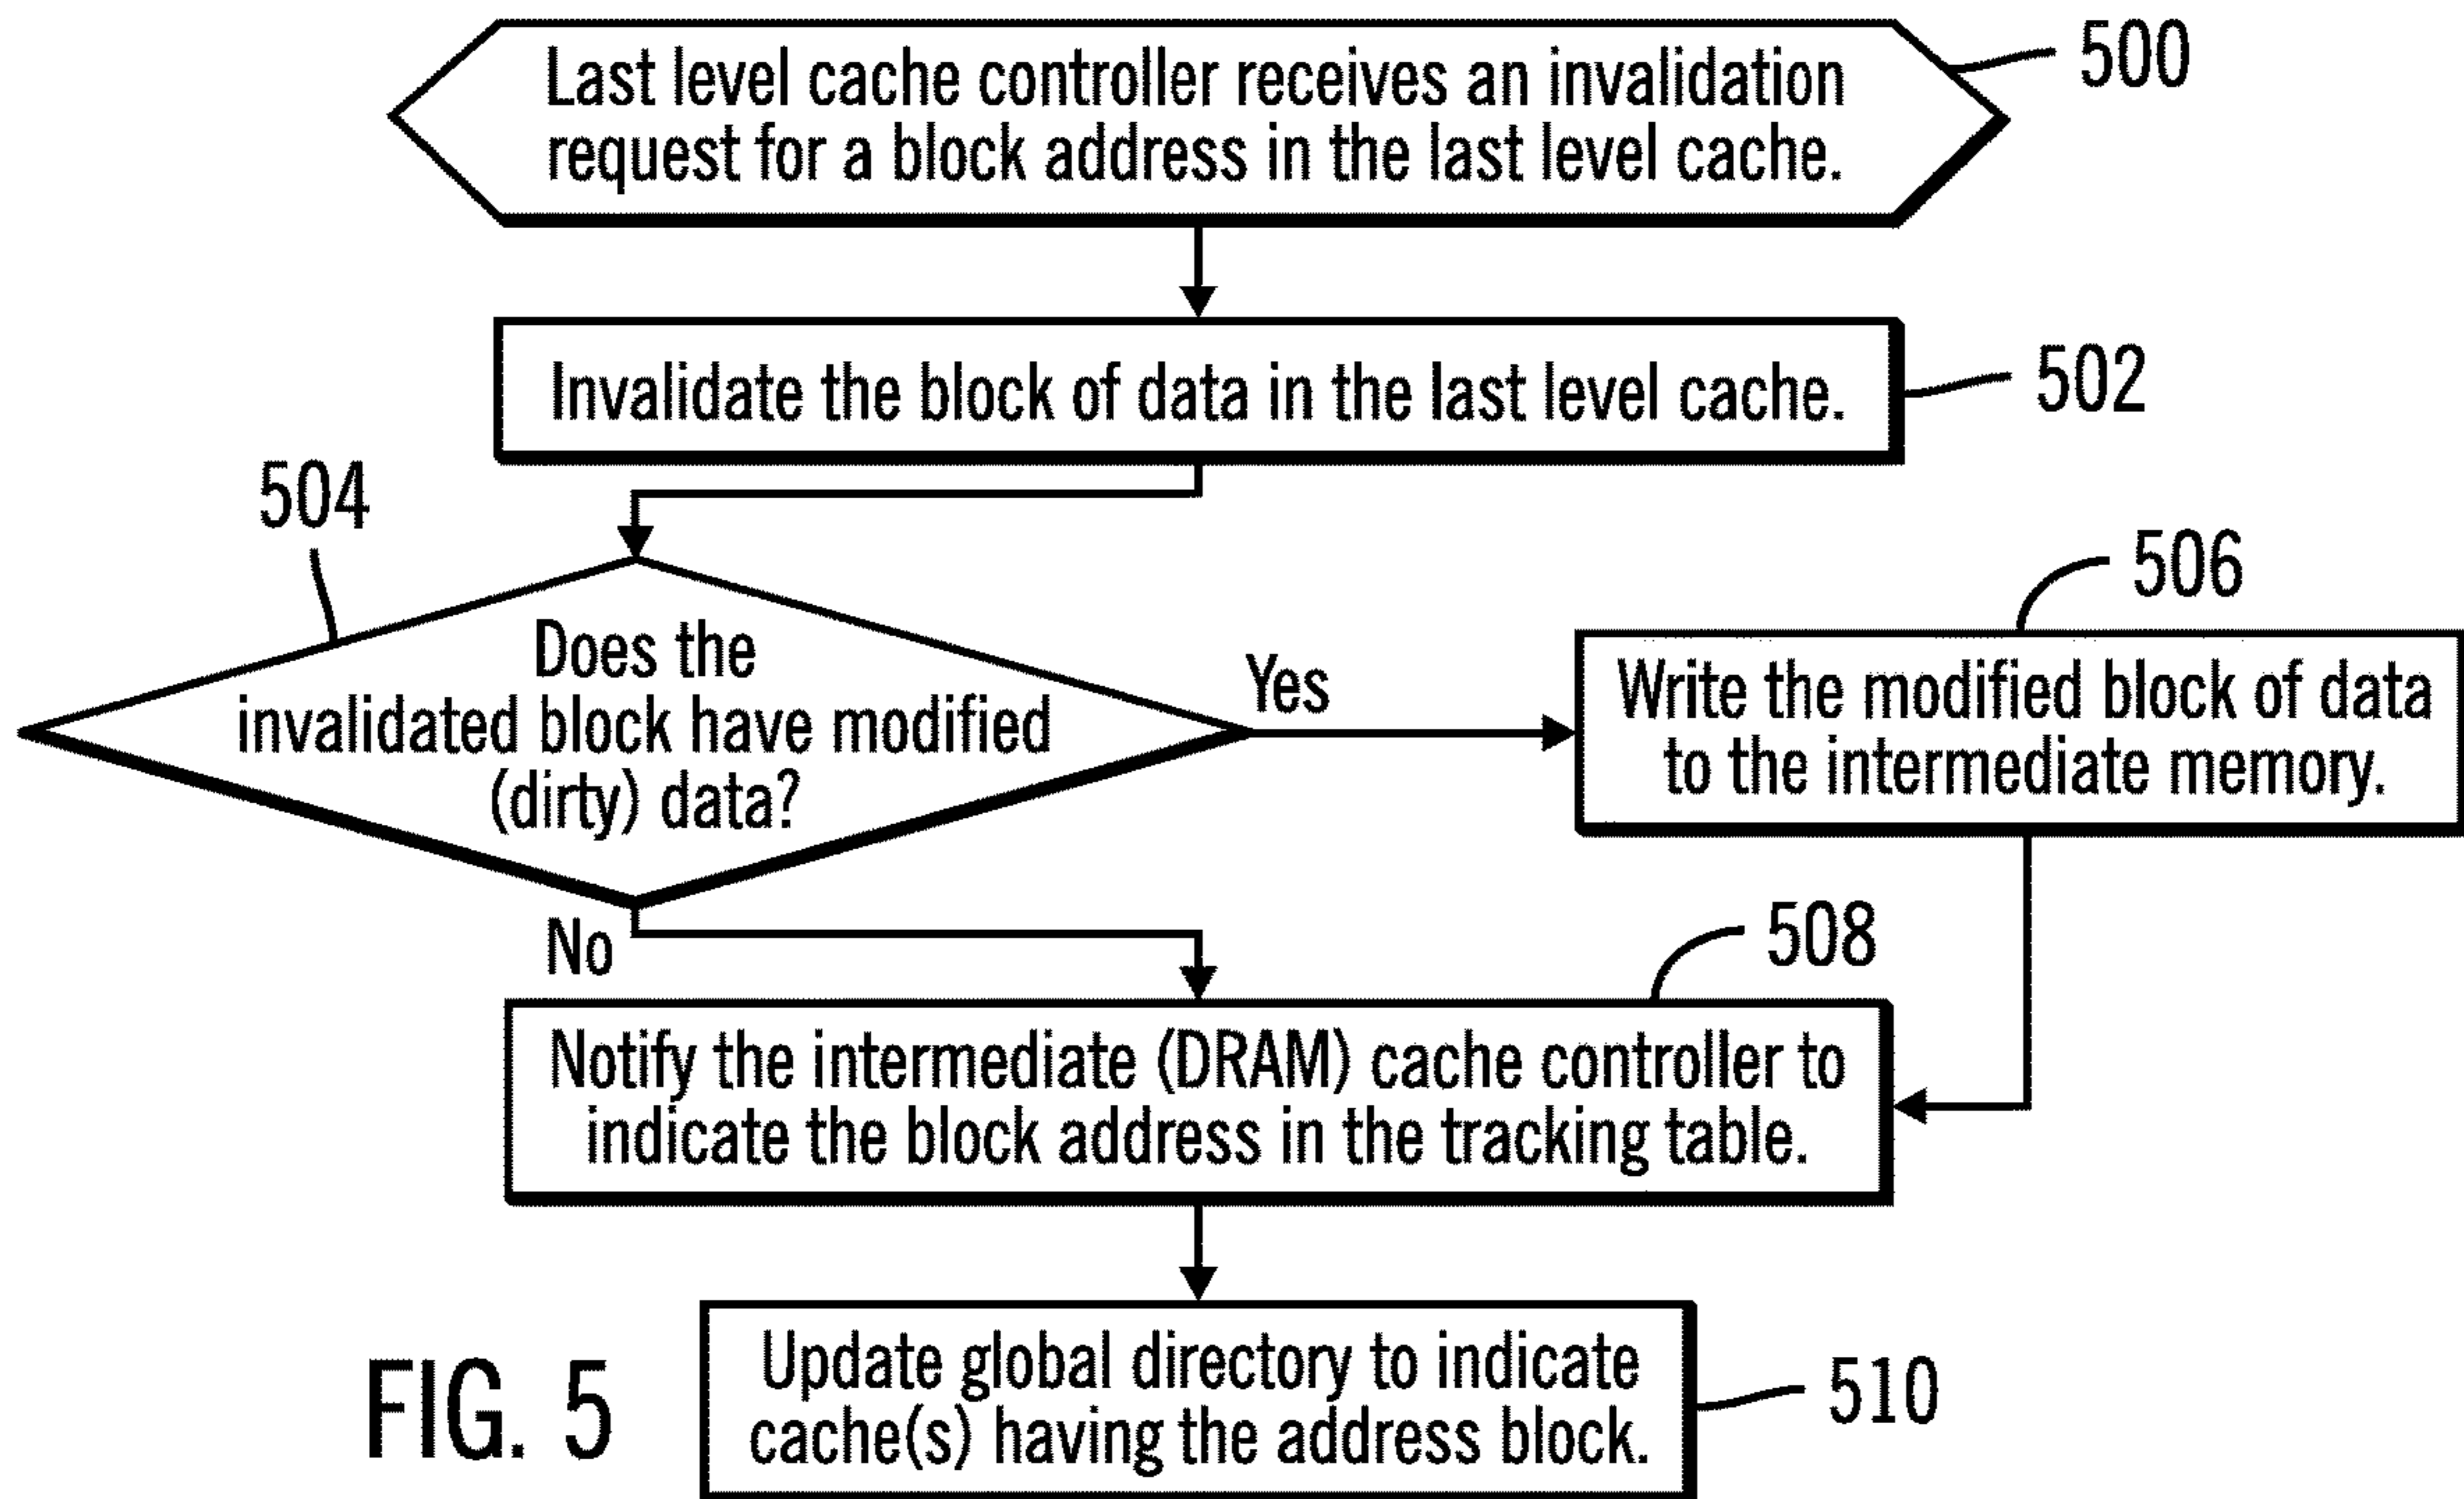 Last level cache controller receives an invalidation
request for a block address in the last level cache.
500
Invalidate the block of data in the last level cache.
502
504
Does the
invalidated block have modified
(dirty) data?
Yes
506
Write the modified block of data
to the intermediate memory.
No
508
Notify the intermediate (DRAM) cache controller to
indicate the block address in the tracking table.
Update global directory to indicate
cache(s) having the address block.
510
FIG. 5